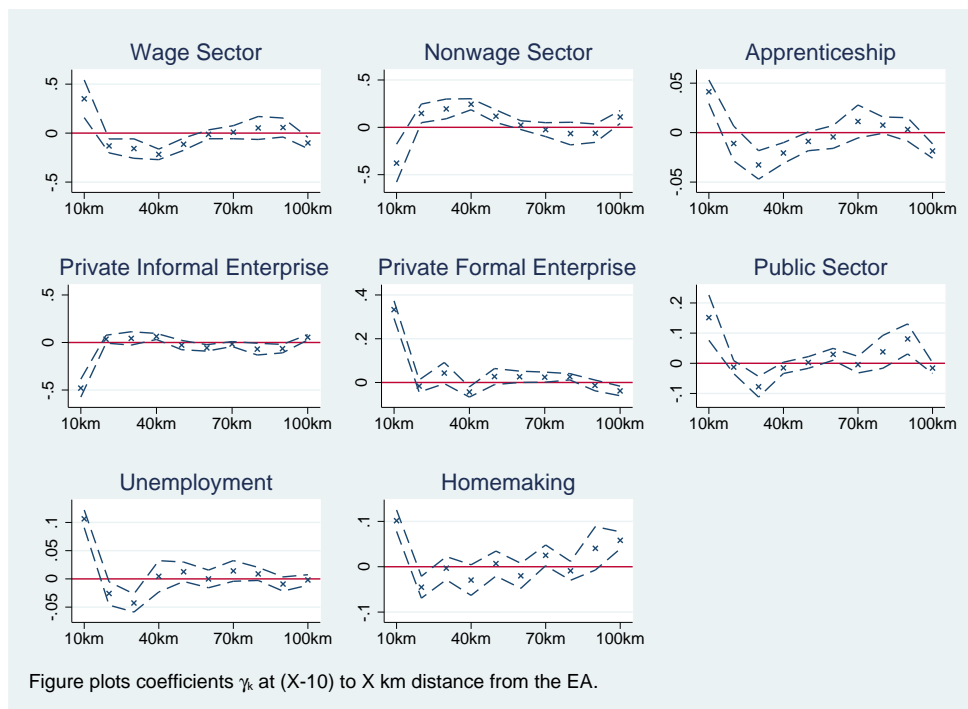 Wage Sector
Nonwage Sector
Apprenticeship
.5
0
-.5
10km 40km 70km 100km
.5
0
-.5
10km 40km 70km 100km
.05
0
-.05
10km 40km 70km 100km
Private Informal Enterprise
Private Formal Enterprise
Public Sector
.5
0
-.5
10km 40km 70km 100km
.4
.2
0
10km 40km 70km 100km
.2
.1
0
-.1
10km 40km 70km 100km
Unemployment
Homemaking
.1
.05
0
-.05
10km 40km 70km 100km
.1
0
-.1
10km 40km 70km 100km
Figure plots coefficients γk at (X-10) to X km distance from the EA.